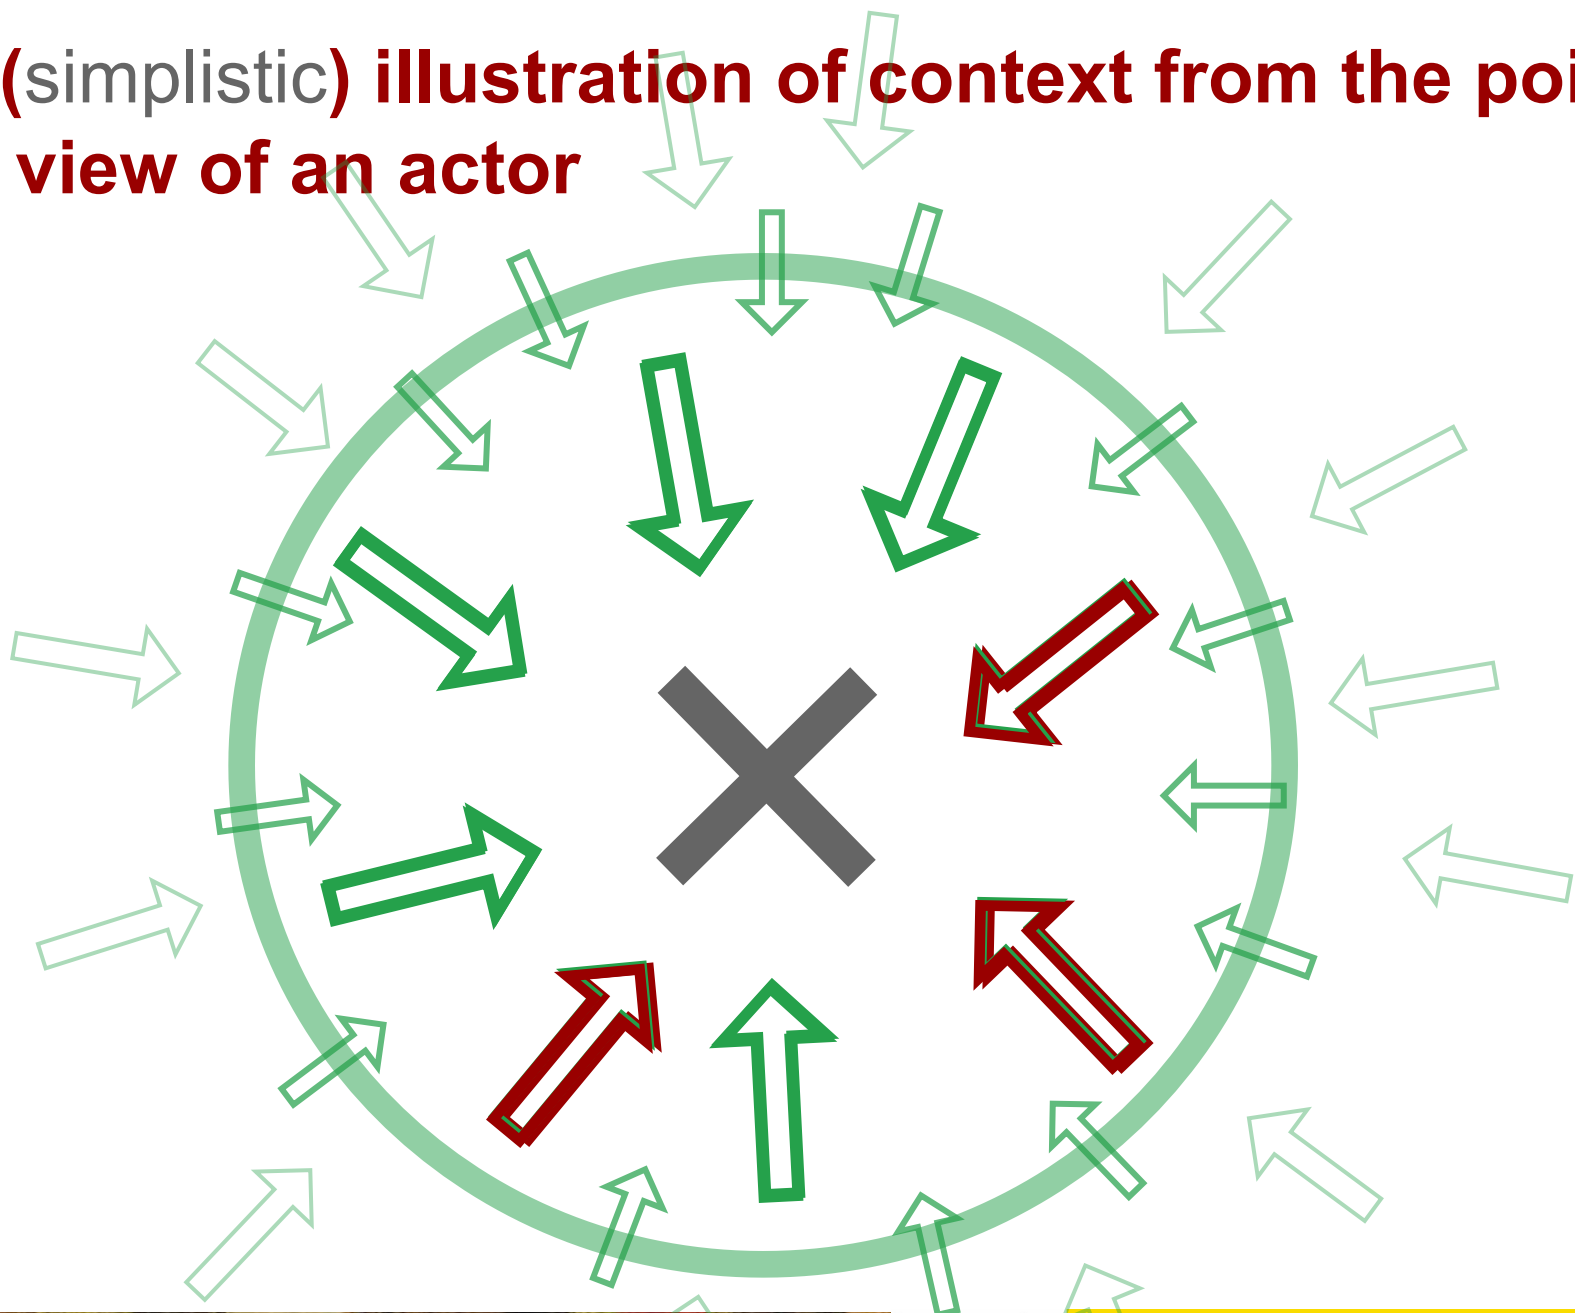 (simplistic) illustration of context from the poi
view of an actor